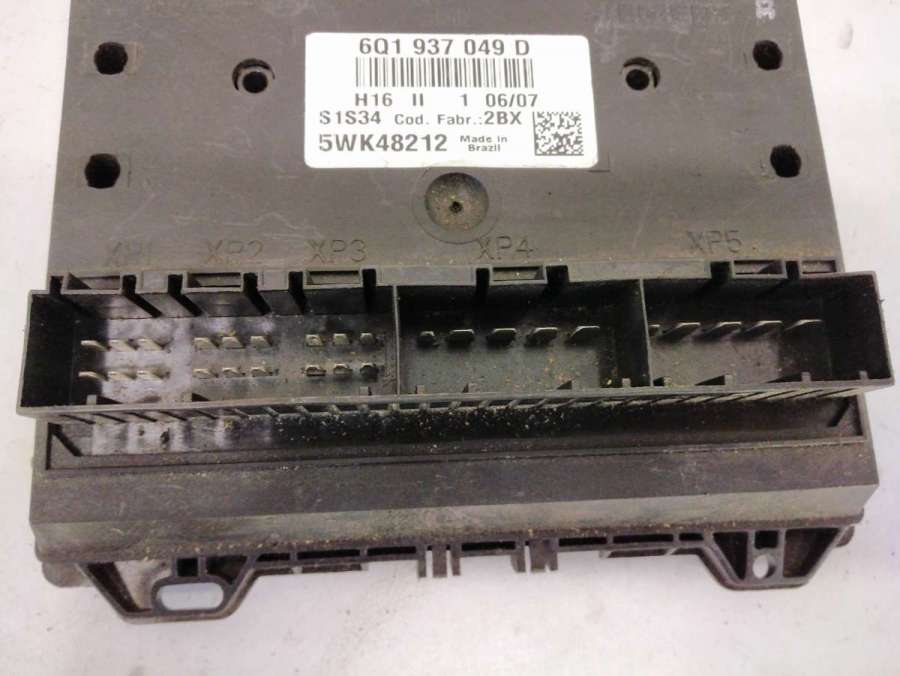 6Q1 937 049 D
H16 II 1 06/07
S1S34 Cod. Fabr.:2BX
5WK48212 Made in Brazil
XP1 XP2 XP3 XP4 XP5